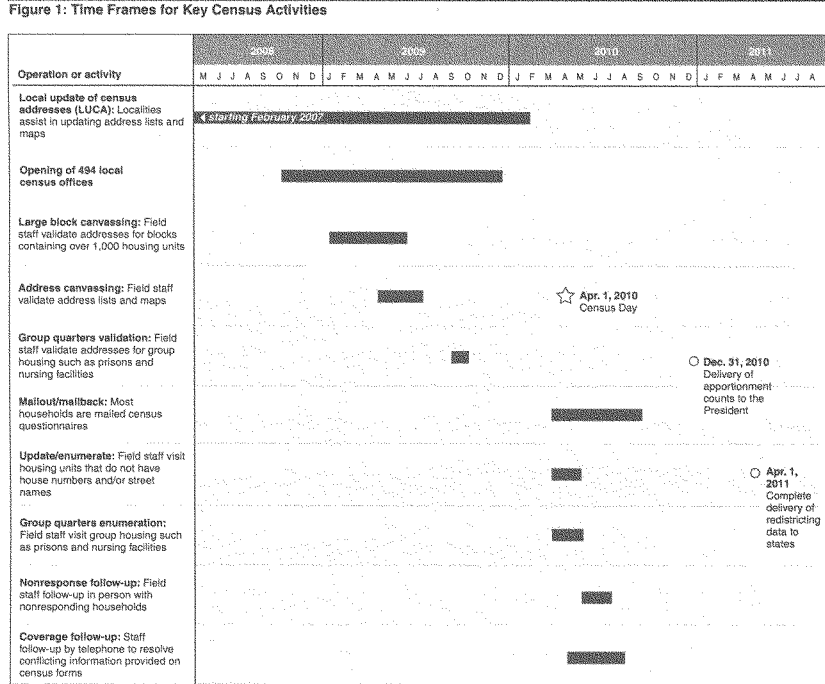 Figure 1: Time Frames for Key Census Activities
2008 2009 2010 2011
Operation or activity M J J A S O N D J F M A M J J A S O N D J F M A M J J A S O N D J F M A M J J A
Local update of census
addresses (LUCA): Localities
assist in updating address lists and
maps
starting February 2007
Opening of 494 local
census offices
Large block canvassing: Field
staff validate addresses for blocks
containing over 1,000 housing units
Address canvassing: Field staff
validate address lists and maps
Apr. 1, 2010
Census Day
Group quarters validation: Field
staff validate addresses for group
housing such as prisons and
nursing facilities
Dec. 31, 2010
Delivery of
apportionment
counts to the
President
Mailout/mailback: Most
households are mailed census
questionnaires
Update/enumerate: Field staff visit
housing units that do not have
house numbers and/or street
names
Apr. 1,
2011
Complete
delivery of
redistricting
data to
states
Group quarters enumeration:
Field staff visit group housing such
as prisons and nursing facilities
Nonresponse follow-up: Field
staff follow-up in person with
nonresponding households
Coverage follow-up: Staff
follow-up by telephone to resolve
conflicting information provided on
census forms